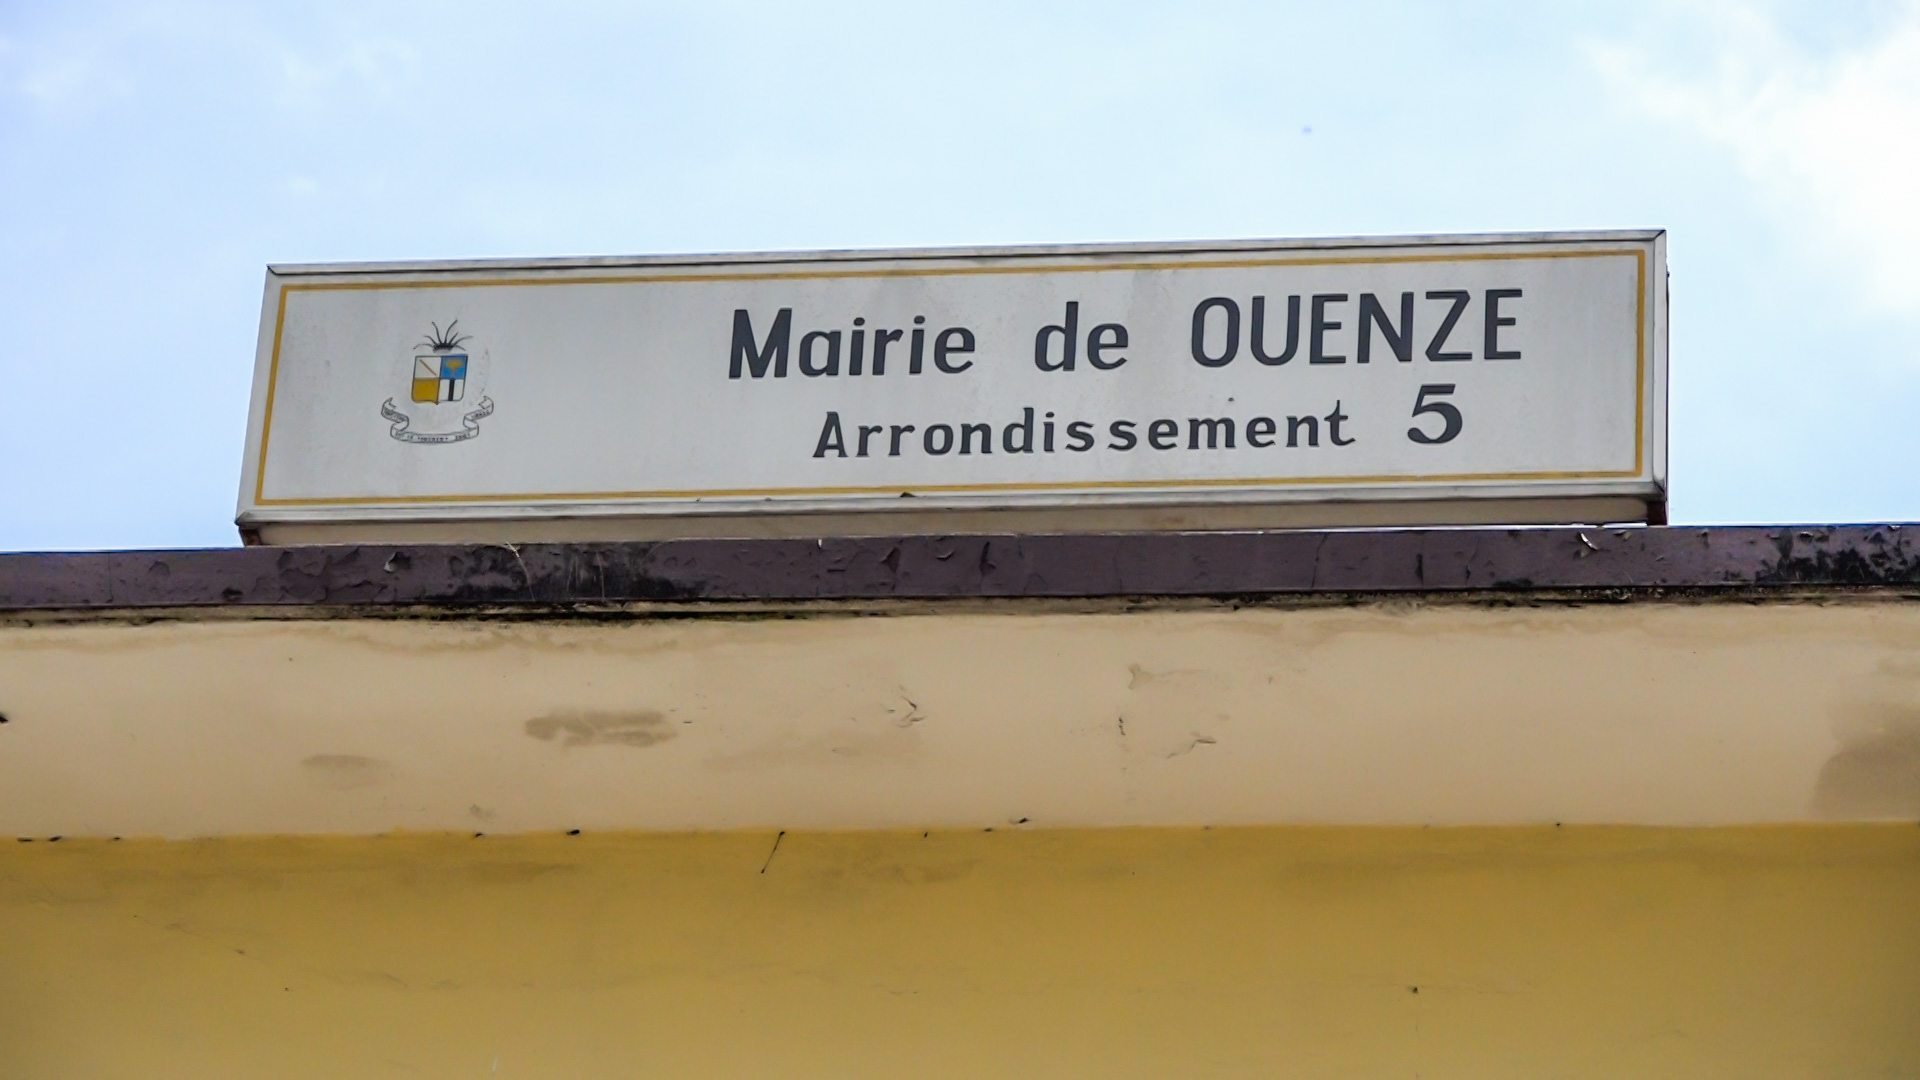 Mairie de OUENZE
Arrondissement 5